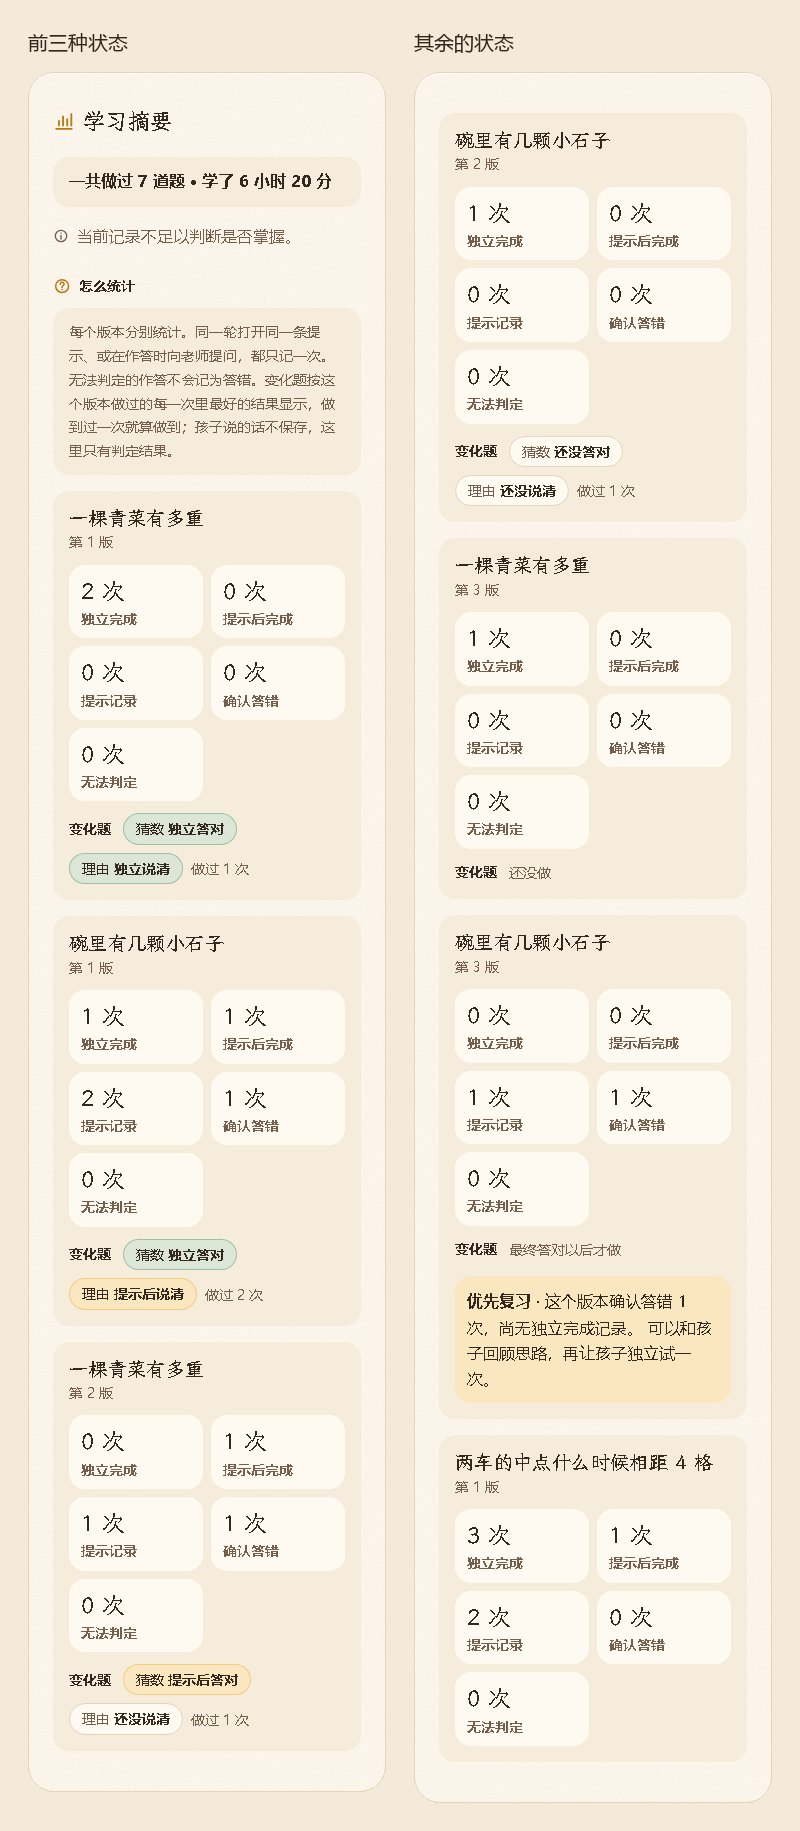 前三种状态
学习摘要
一共做过 7 道题 • 学了 6 小时 20 分
当前记录不足以判断是否掌握。
怎么统计
每个版本分别统计。同一轮打开同一条提
示、或在作答时向老师提问，都只记一次。
无法判定的作答不会记为答错。变化题按这
个版本做过的每一次里最好的结果显示，做
到过一次就算做到；孩子说的话不保存，这
里只有判定结果。
一棵青菜有多重
第 1 版
2 次 0 次
独立完成 提示后完成
0 次 0 次
提示记录 确认答错
0 次
无法判定
变化题 猜数 独立答对
理由 独立说清 做过 1 次
碗里有几颗小石子
第 1 版
1 次 1 次
独立完成 提示后完成
2 次 1 次
提示记录 确认答错
0 次
无法判定
变化题 猜数 独立答对
理由 提示后说清 做过 2 次
一棵青菜有多重
第 2 版
0 次 1 次
独立完成 提示后完成
1 次 1 次
提示记录 确认答错
0 次
无法判定
变化题 猜数 提示后答对
理由 还没说清 做过 1 次
其余的状态
碗里有几颗小石子
第 2 版
1 次 0 次
独立完成 提示后完成
0 次 0 次
提示记录 确认答错
0 次
无法判定
变化题 猜数 还没答对
理由 还没说清 做过 1 次
一棵青菜有多重
第 3 版
1 次 0 次
独立完成 提示后完成
0 次 0 次
提示记录 确认答错
0 次
无法判定
变化题 还没做
碗里有几颗小石子
第 3 版
0 次 0 次
独立完成 提示后完成
1 次 1 次
提示记录 确认答错
0 次
无法判定
变化题 最终答对以后才做
优先复习 · 这个版本确认答错 1
次，尚无独立完成记录。 可以和孩
子回顾思路，再让孩子独立试一
次。
两车的中点什么时候相距 4 格
第 1 版
3 次 1 次
独立完成 提示后完成
2 次 0 次
提示记录 确认答错
0 次
无法判定